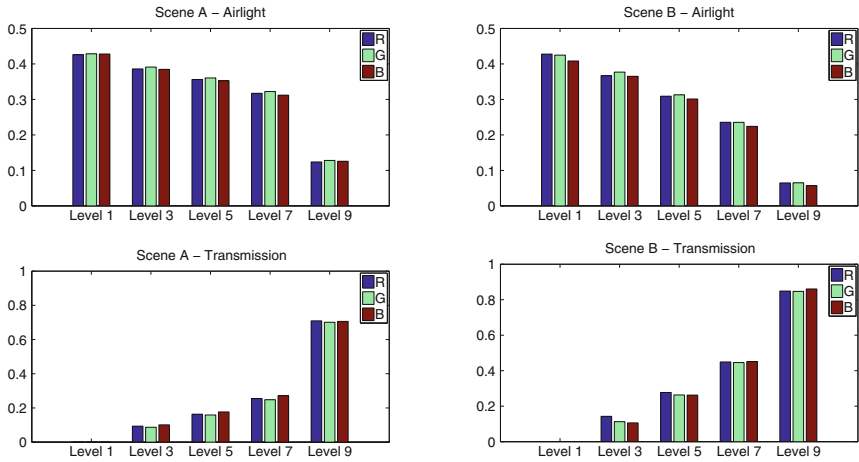 Scene A – Airlight
0.5
0.4
0.3
0.2
0.1
0
R
G
B
Level 1 Level 3 Level 5 Level 7 Level 9
Scene B – Airlight
0.5
0.4
0.3
0.2
0.1
0
R
G
B
Level 1 Level 3 Level 5 Level 7 Level 9
Scene A – Transmission
1
0.8
0.6
0.4
0.2
0
R
G
B
Level 1 Level 3 Level 5 Level 7 Level 9
Scene B – Transmission
1
0.8
0.6
0.4
0.2
0
R
G
B
Level 1 Level 3 Level 5 Level 7 Level 9